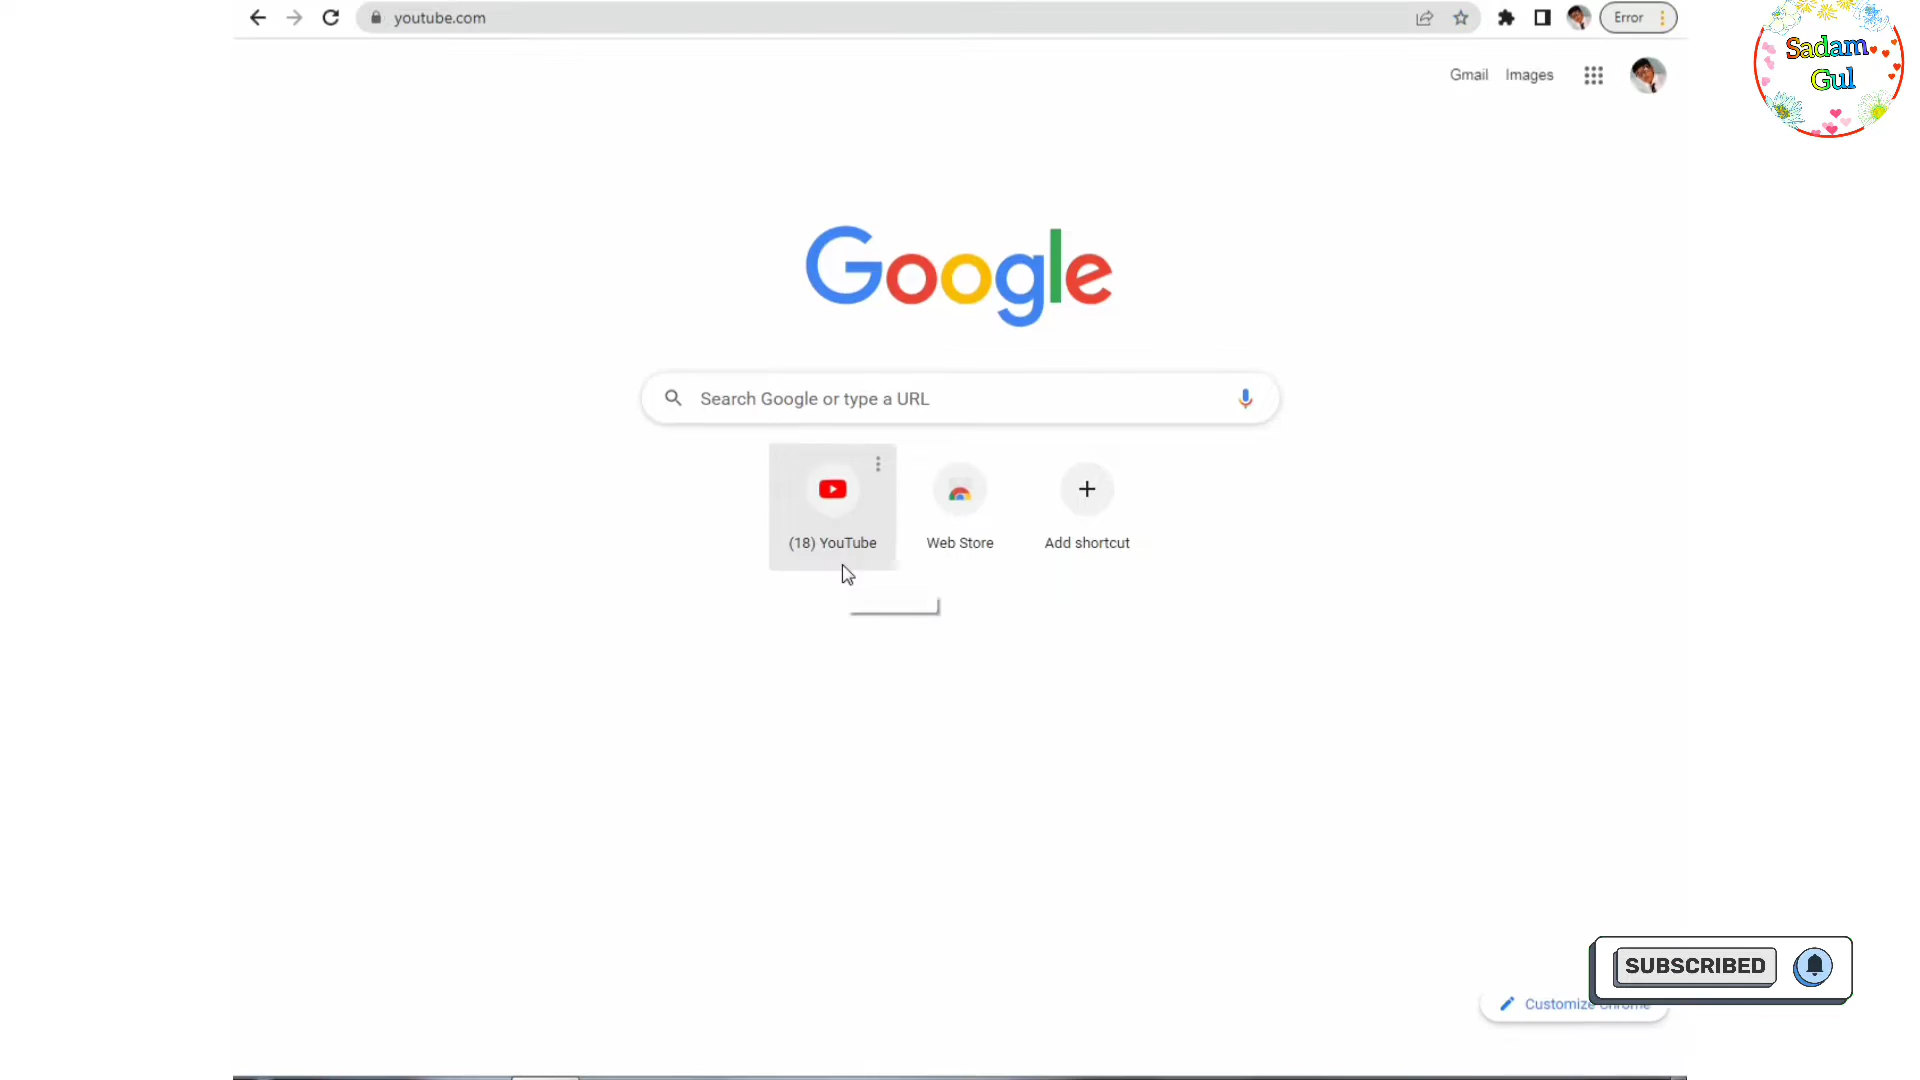 youtube.com
Error
Gmail
Images
Sadam
Gul
Google
Search Google or type a URL
(18) YouTube
Web Store
Add shortcut
SUBSCRIBED
Customize Chrome